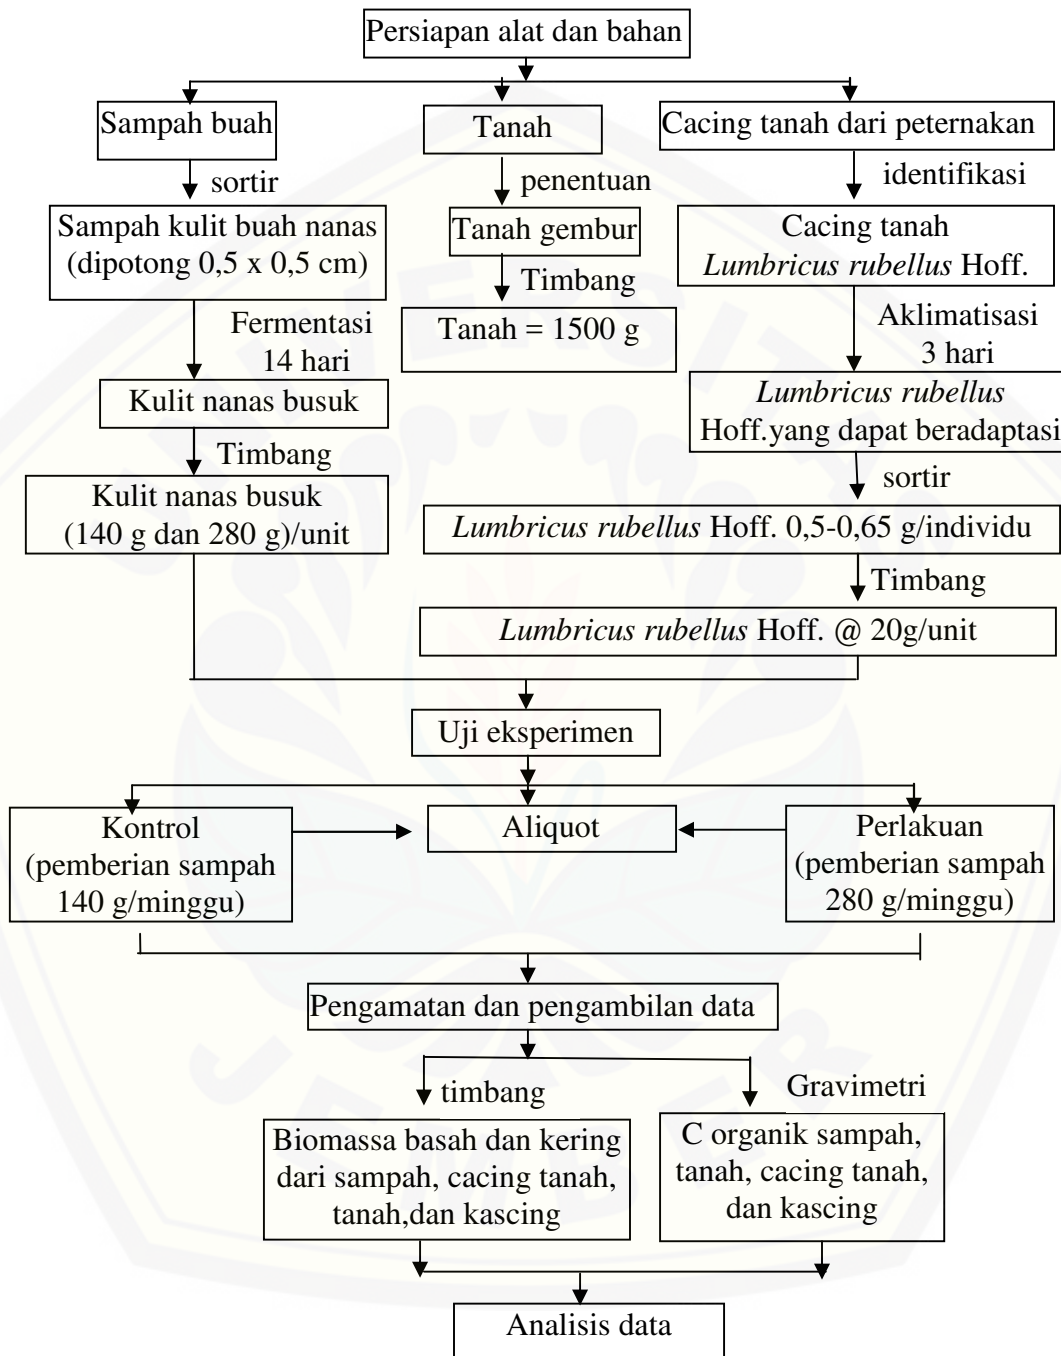 Persiapan alat dan bahan
Sampah buah
Tanah
Cacing tanah dari peternakan
sortir
penentuan
identifikasi
Sampah kulit buah nanas
(dipotong 0,5 x 0,5 cm)
Tanah gembur
Cacing tanah
Lumbricus rubellus Hoff.
Timbang
Fermentasi
14 hari
Tanah = 1500 g
Aklimatisasi
3 hari
Kulit nanas busuk
Lumbricus rubellus
Hoff.yang dapat beradaptasi
Timbang
sortir
Kulit nanas busuk
(140 g dan 280 g)/unit
Lumbricus rubellus Hoff. 0,5-0,65 g/individu
Timbang
Lumbricus rubellus Hoff. @ 20g/unit
Uji eksperimen
Kontrol
(pemberian sampah
140 g/minggu)
Aliquot
Perlakuan
(pemberian sampah
280 g/minggu)
Pengamatan dan pengambilan data
timbang
Gravimetri
Biomassa basah dan kering
dari sampah, cacing tanah,
tanah,dan kascing
C organik sampah,
tanah, cacing tanah,
dan kascing
Analisis data
UNIVERSITAS
JEMBER